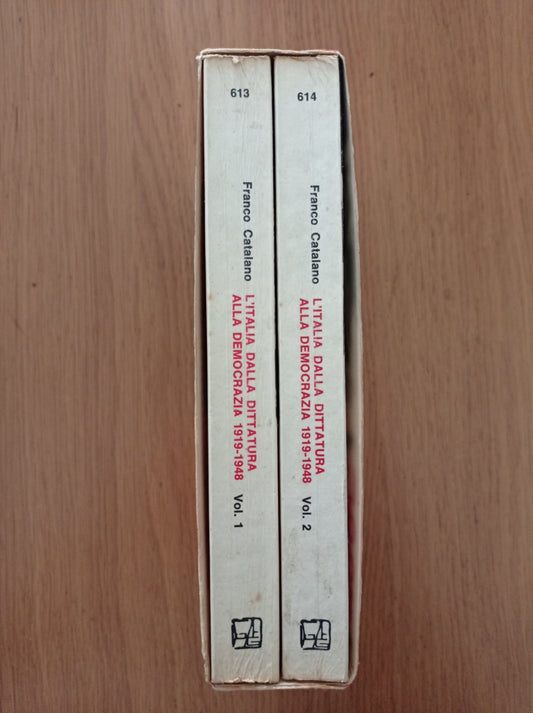 613
Franco Catalano
L'ITALIA DALLA DITTATURA
ALLA DEMOCRAZIA 1919-1948
Vol. 1
614
Franco Catalano
L'ITALIA DALLA DITTATURA
ALLA DEMOCRAZIA 1919-1948
Vol. 2